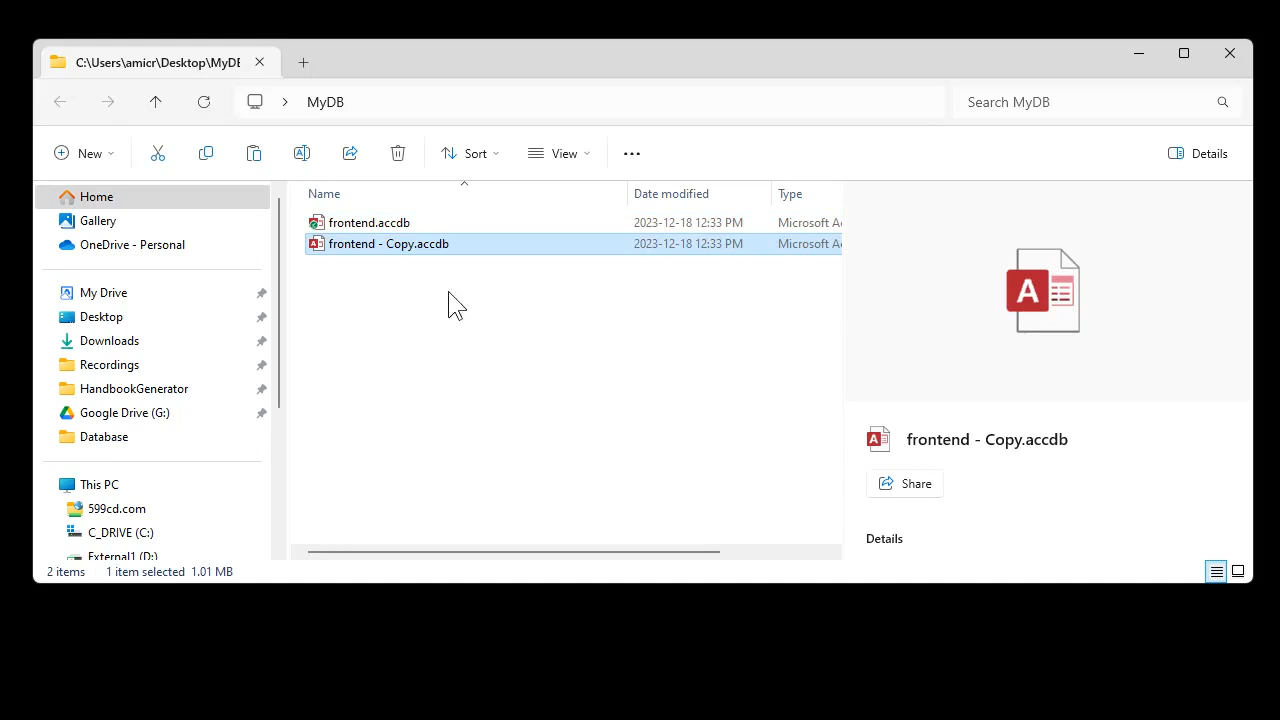 C:\Users\amicr\Desktop\MyDB
MyDB
Search MyDB
New
Sort
View
Details
Home
Gallery
OneDrive - Personal
My Drive
Desktop
Downloads
Recordings
HandbookGenerator
Google Drive (G:)
Database
This PC
599cd.com
C_DRIVE (C:)
External1 (D:)
Name Date modified Type
frontend.accdb 2023-12-18 12:33 PM Microsoft Ac
frontend - Copy.accdb 2023-12-18 12:33 PM Microsoft Ac
A
A frontend - Copy.accdb
Share
Details
2 items 1 item selected 1.01 MB